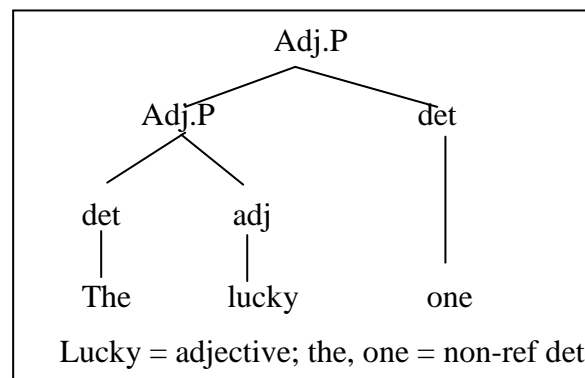 Adj.P
Adj.P det
det adj
The lucky one
Lucky = adjective; the, one = non-ref det